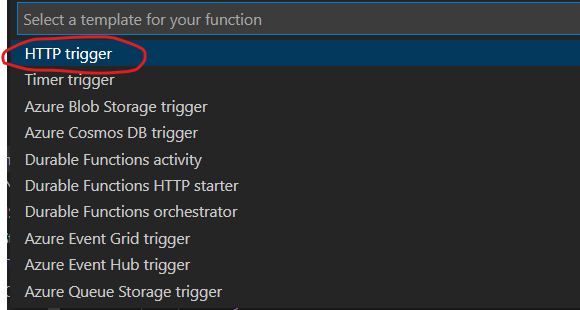 Select a template for your function
HTTP trigger
Timer trigger
Azure Blob Storage trigger
Azure Cosmos DB trigger
Durable Functions activity
Durable Functions HTTP starter
Durable Functions orchestrator
Azure Event Grid trigger
Azure Event Hub trigger
Azure Queue Storage trigger